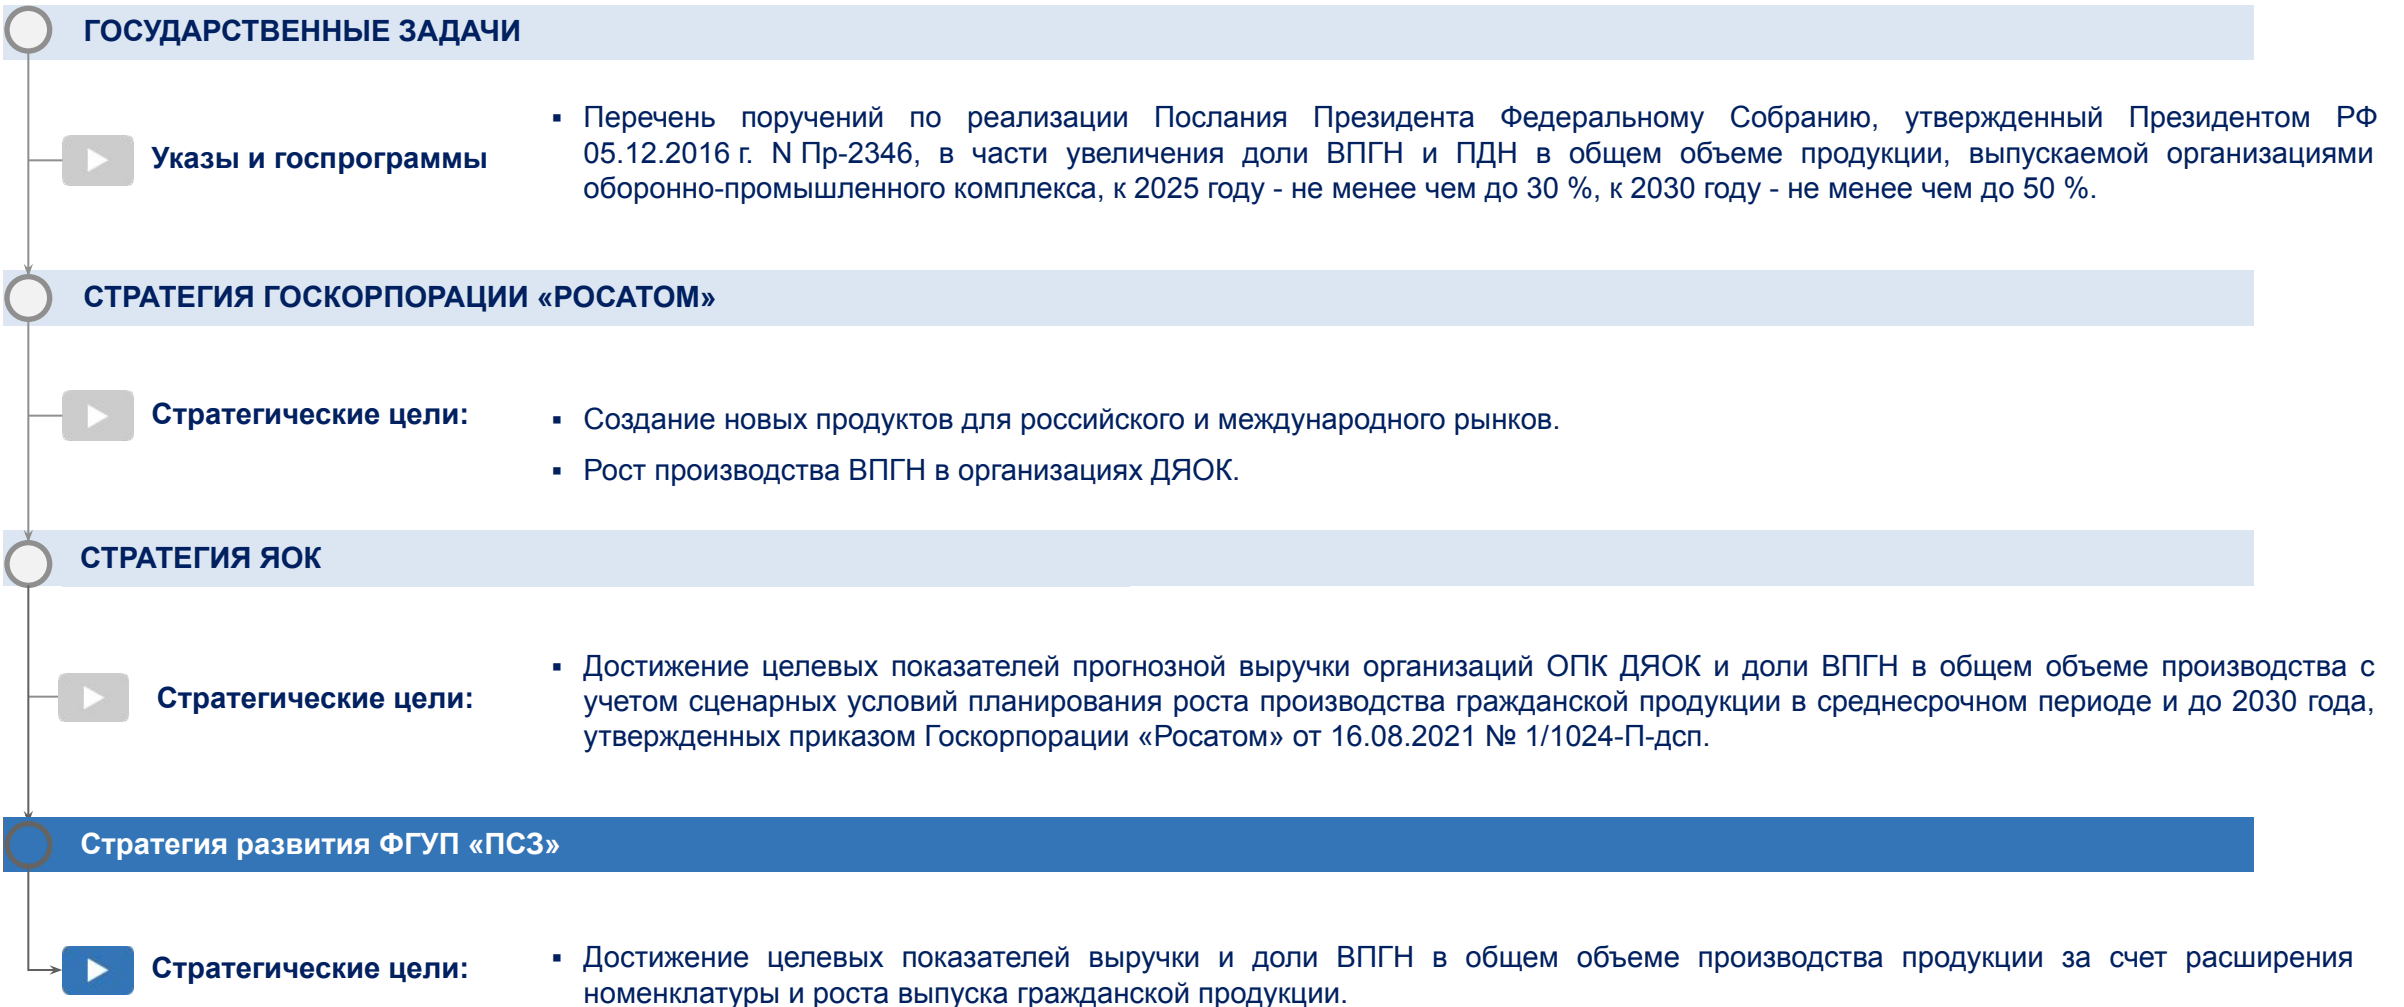 ГОСУДАРСТВЕННЫЕ ЗАДАЧИ
Указы и госпрограммы
▪ Перечень поручений по реализации Послания Президента Федеральному Собранию, утвержденный Президентом РФ
05.12.2016 г. N Пр-2346, в части увеличения доли ВПГН и ПДН в общем объеме продукции, выпускаемой организациями
оборонно-промышленного комплекса, к 2025 году - не менее чем до 30 %, к 2030 году - не менее чем до 50 %.
СТРАТЕГИЯ ГОСКОРПОРАЦИИ «РОСАТОМ»
Стратегические цели:
▪ Создание новых продуктов для российского и международного рынков.
▪ Рост производства ВПГН в организациях ДЯОК.
СТРАТЕГИЯ ЯОК
Стратегические цели:
▪ Достижение целевых показателей прогнозной выручки организаций ОПК ДЯОК и доли ВПГН в общем объеме производства с
учетом сценарных условий планирования роста производства гражданской продукции в среднесрочном периоде и до 2030 года,
утвержденных приказом Госкорпорации «Росатом» от 16.08.2021 № 1/1024-П-дсп.
Стратегия развития ФГУП «ПСЗ»
Стратегические цели:
▪ Достижение целевых показателей выручки и доли ВПГН в общем объеме производства продукции за счет расширения
номенклатуры и роста выпуска гражданской продукции.